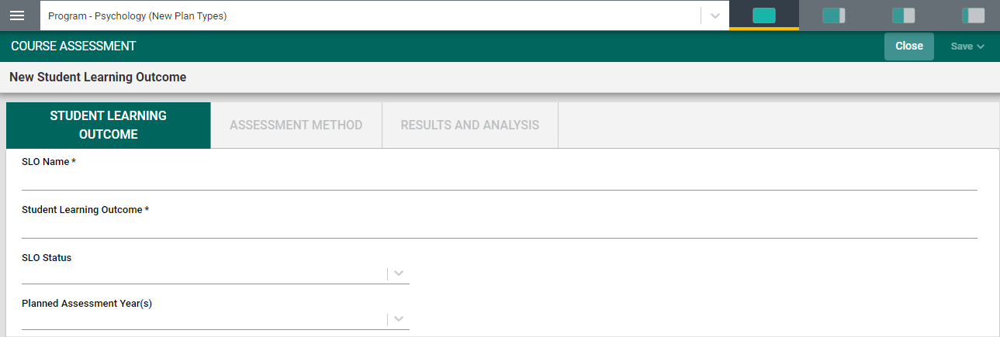 Program - Psychology (New Plan Types)
COURSE ASSESSMENT
Close
Save
New Student Learning Outcome
STUDENT LEARNING
OUTCOME
ASSESSMENT METHOD
RESULTS AND ANALYSIS
SLO Name *
Student Learning Outcome *
SLO Status
Planned Assessment Year(s)